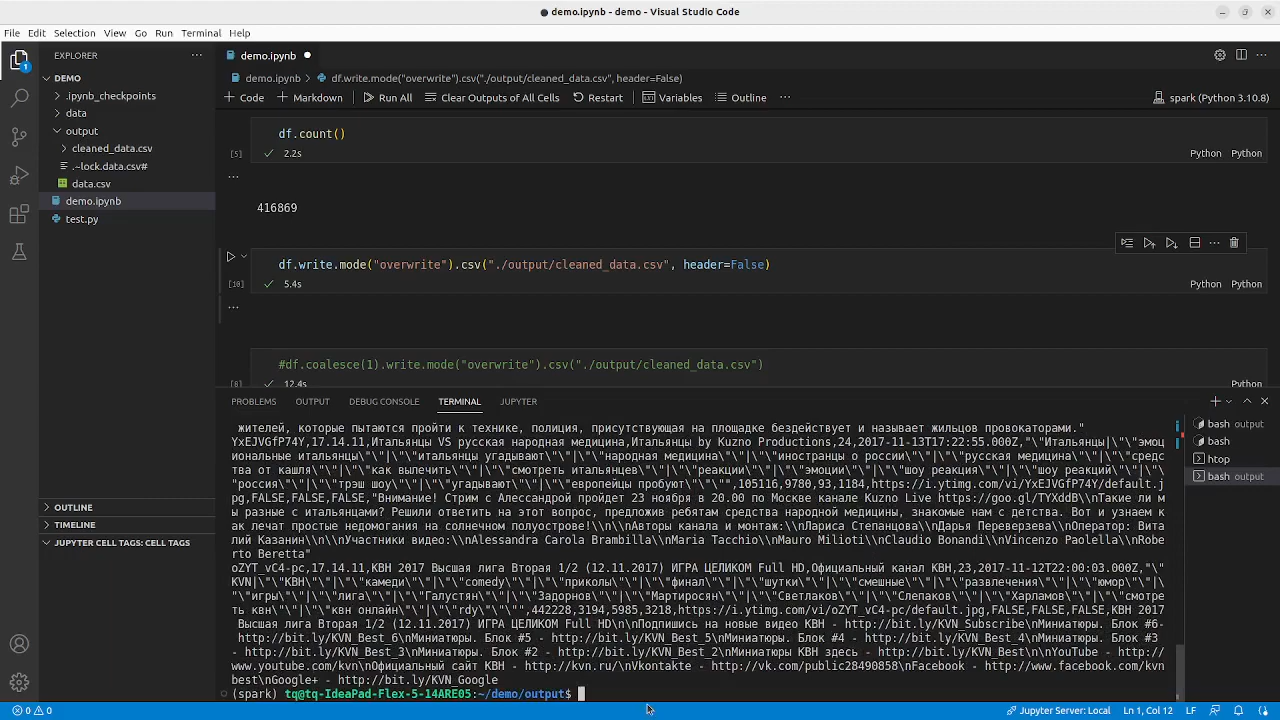 demo.ipynb - demo - Visual Studio Code
File Edit Selection View Go Run Terminal Help
EXPLORER
demo.ipynb
DEMO
demo.ipynb > df.write.mode("overwrite").csv("./output/cleaned_data.csv", header=False)
.ipynb_checkpoints
+ Code + Markdown Run All Clear Outputs of All Cells Restart Variables Outline ... spark (Python 3.10.8)
data
output
cleaned_data.csv
.~lock.data.csv#
data.csv
demo.ipynb
test.py
OUTLINE
TIMELINE
JUPYTER CELL TAGS: CELL TAGS
df.count()
[5] 2.2s Python Python
416869
df.write.mode("overwrite").csv("./output/cleaned_data.csv", header=False)
[10] 5.4s Python Python
#df.coalesce(1).write.mode("overwrite").csv("./output/cleaned_data.csv")
[8] 12.4s Python
PROBLEMS OUTPUT DEBUG CONSOLE TERMINAL JUPYTER
bash output
bash
htop
bash output
жителей, которые пытаются пройти к технике, полиция, присутствующая на площадке бездействует и называет жильцов провокаторами."
YxEJVGfP74Y,17.14.11,Итальянцы VS русская народная медицина,Итальянцы by Kuzno Productions,24,2017-11-13T17:22:55.000Z,"\"Итальянцы|\"\"эмоц
иональные итальянцы\"\"|\"\"итальянцы угадывают\"\"|\"\"народная медицина\"\"|\"\"иностранцы о россии\"\"|\"\"русская медицина\"\"|\"\"средс
тва от кашля\"\"|\"\"как вылечить\"\"|\"\"смотреть итальянцев\"\"|\"\"реакции\"\"|\"\"эмоции\"\"|\"\"шоу реакция\"\"|\"\"шоу реакций\"\"|\"\
"россия\"\"|\"\"трэш шоу\"\"|\"\"угадывают\"\"|\"\"европейцы пробуют\"\"",105116,9780,93,1184,https://i.ytimg.com/vi/YxEJVGfP74Y/default.j
pg,FALSE,FALSE,FALSE,"Внимание! Стрим с Алессандрой пройдет 23 ноября в 20.00 по Москве канале Kuzno Live https://goo.gl/TYXddB\\nТакие ли м
ы разные с итальянцами? Решили ответить на этот вопрос, предложив ребятам средства народной медицины, знакомые нам с детства. Вот и узнаем к
ак лечат простые недомогания на солнечном полуострове!\\n\\n\\nАвторы канала и монтаж:\\nЛариса Степанцова\\nДарья Переверзева\\nОператор: Вита
лий Казанин\\n\\nУчастники видео:\\nAlessandra Carola Brambilla\\nMaria Tacchio\\nMauro Milioti\\nClaudio Bonandi\\nVincenzo Paolella\\nRobe
rto Beretta"
oZYT_vC4-pc,17.14.11,КВН 2017 Высшая лига Вторая 1/2 (12.11.2017) ИГРА ЦЕЛИКОМ Full HD,Официальный канал КВН,23,2017-11-12T22:00:03.000Z,"\"
KVN|\"\"КВН\"\"|\"\"камеди\"\"|\"\"comedy\"\"|\"\"приколы\"\"|\"\"финал\"\"|\"\"шутки\"\"|\"\"смешные\"\"|\"\"развлечения\"\"|\"\"юмор\"\"|\
"\"игры\"\"|\"\"лига\"\"|\"\"Галустян\"\"|\"\"Задорнов\"\"|\"\"Мартиросян\"\"|\"\"Светлаков\"\"|\"\"Слепаков\"\"|\"\"Харламов\"\"|\"\"смотре
ть квн\"\"|\"\"квн онлайн\"\"|\"\"rdy\"\"",442228,3194,5985,3218,https://i.ytimg.com/vi/oZYT_vC4-pc/default.jpg,FALSE,FALSE,FALSE,КВН 2017
Высшая лига Вторая 1/2 (12.11.2017) ИГРА ЦЕЛИКОМ Full HD\n\nПодпишись на новые видео КВН - http://bit.ly/KVN_Subscribe\nМиниатюры. Блок #6-
http://bit.ly/KVN_Best_6\nМиниатюры. Блок #5 - http://bit.ly/KVN_Best_5\nМиниатюры. Блок #4 - http://bit.ly/KVN_Best_4\nМиниатюры. Блок #3
- http://bit.ly/KVN_Best_3\nМиниатюры. Блок #2 - http://bit.ly/KVN_Best_2\nМиниатюры КВН здесь - http://bit.ly/KVN_Best\n\nYouTube - http://
www.youtube.com/kvn\nОфициальный сайт КВН - http://kvn.ru/\nVkontakte - http://vk.com/public28490858\nFacebook - http://www.facebook.com/kvn
best\nGoogle+ - http://bit.ly/KVN_Google
(spark) tq@tq-IdeaPad-Flex-5-14ARE05:~/demo/output$
0 0 Jupyter Server: Local Ln 1, Col 12 LF